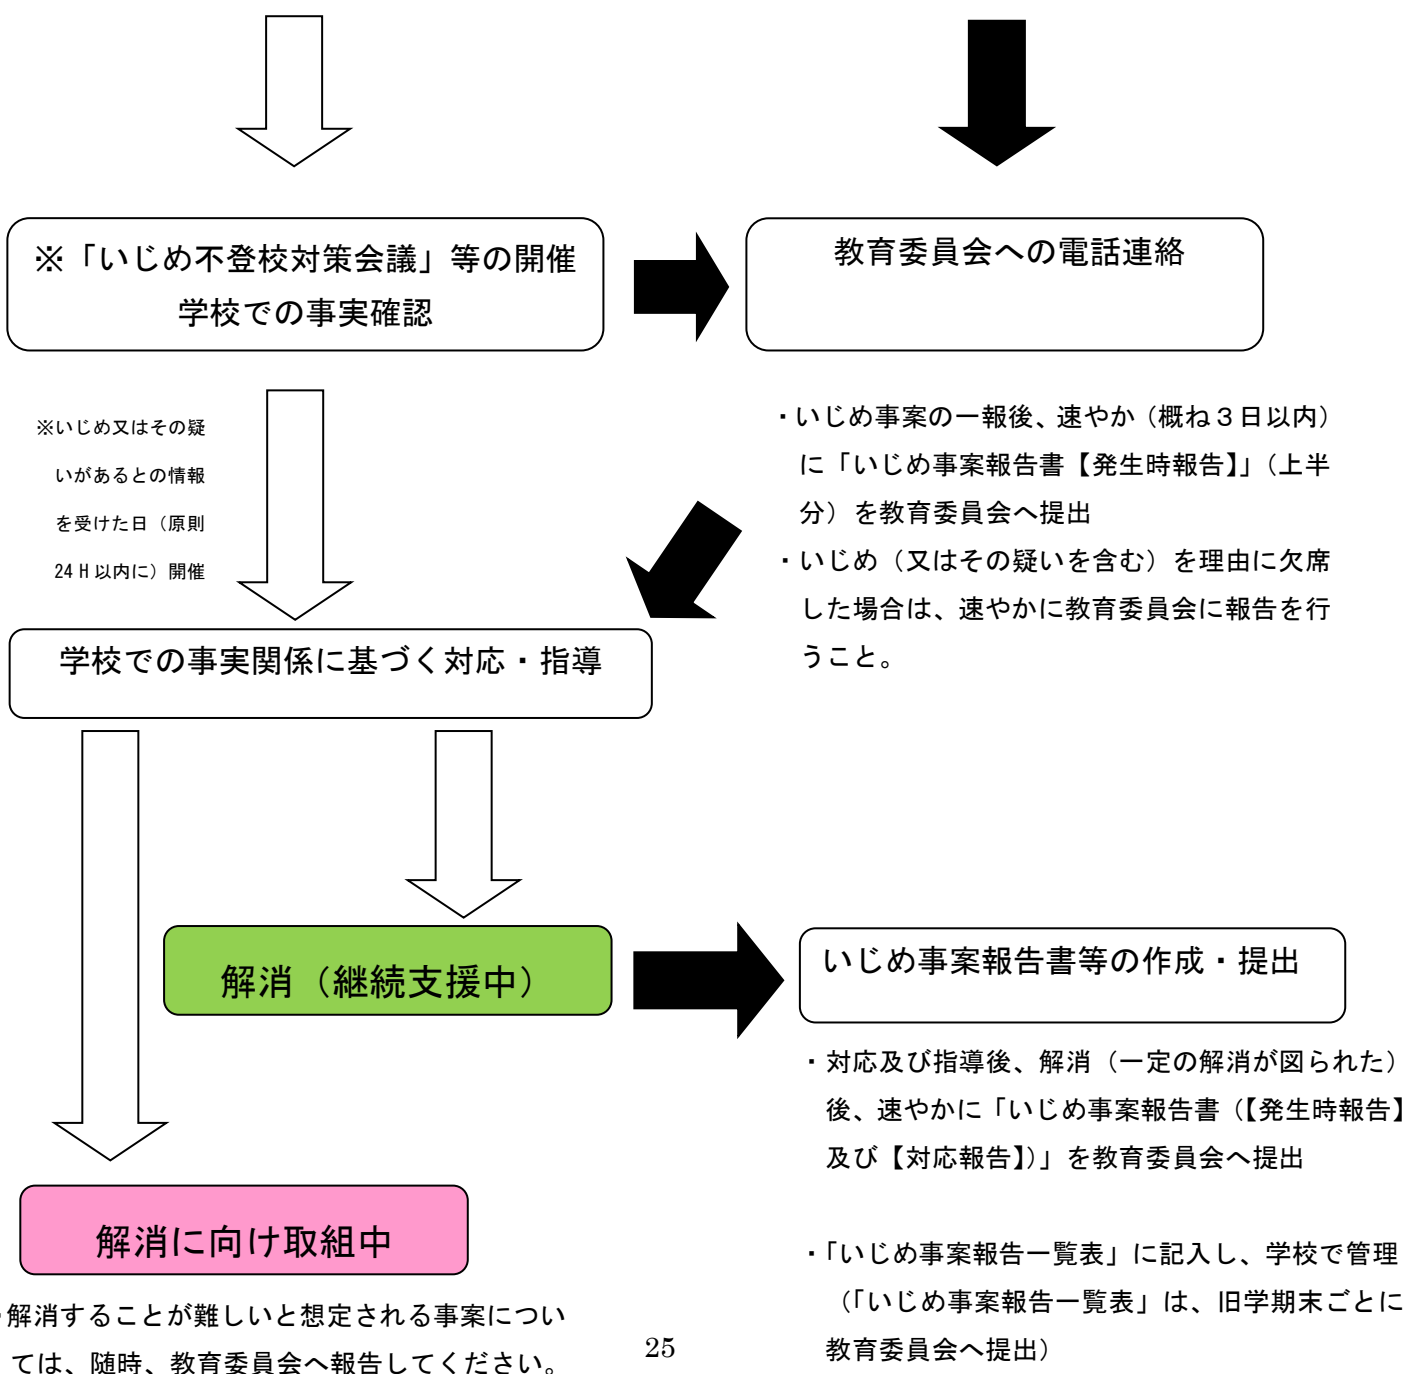 ※「いじめ不登校対策会議」等の開催
学校での事実確認
教育委員会への電話連絡
※いじめ又はその疑
いがあるとの情報
を受けた日（原則
24Ｈ以内に）開催
・いじめ事案の一報後、速やか（概ね３日以内）
に「いじめ事案報告書【発生時報告】」（上半
分）を教育委員会へ提出
・いじめ（又はその疑いを含む）を理由に欠席
した場合は、速やかに教育委員会に報告を行
うこと。
学校での事実関係に基づく対応・指導
解消（継続支援中）
いじめ事案報告書等の作成・提出
・対応及び指導後、解消（一定の解消が図られた）
後、速やかに「いじめ事案報告書（【発生時報告】
及び【対応報告】）」を教育委員会へ提出
解消に向け取組中
・「いじめ事案報告一覧表」に記入し、学校で管理
（「いじめ事案報告一覧表」は、旧学期末ごとに
教育委員会へ提出）
・解消することが難しいと想定される事案につい
ては、随時、教育委員会へ報告してください。
25